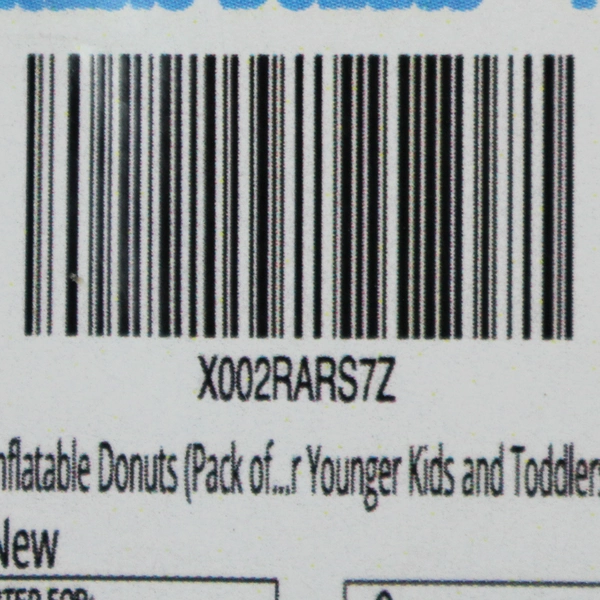 X002RARS7Z
nflatable Donuts (Pack of...r Younger Kids and Toddlers
New